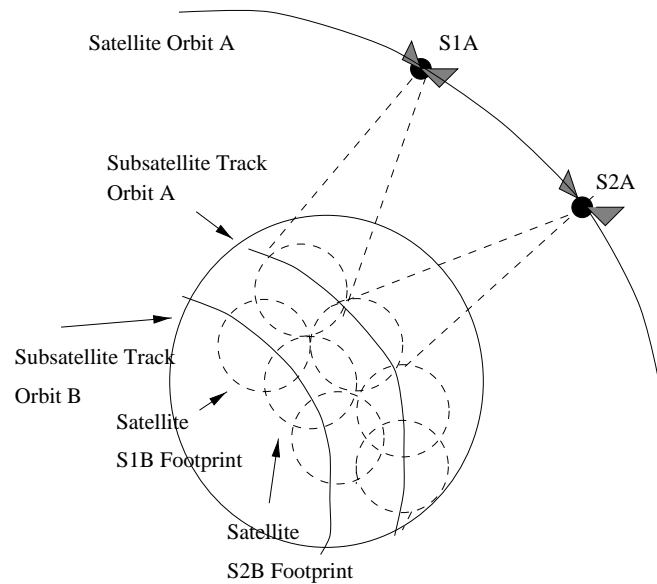 S1A
Satellite Orbit A
Subsatellite Track
Orbit A
S2A
Subsatellite Track
Orbit B
Satellite
S1B Footprint
Satellite
S2B Footprint